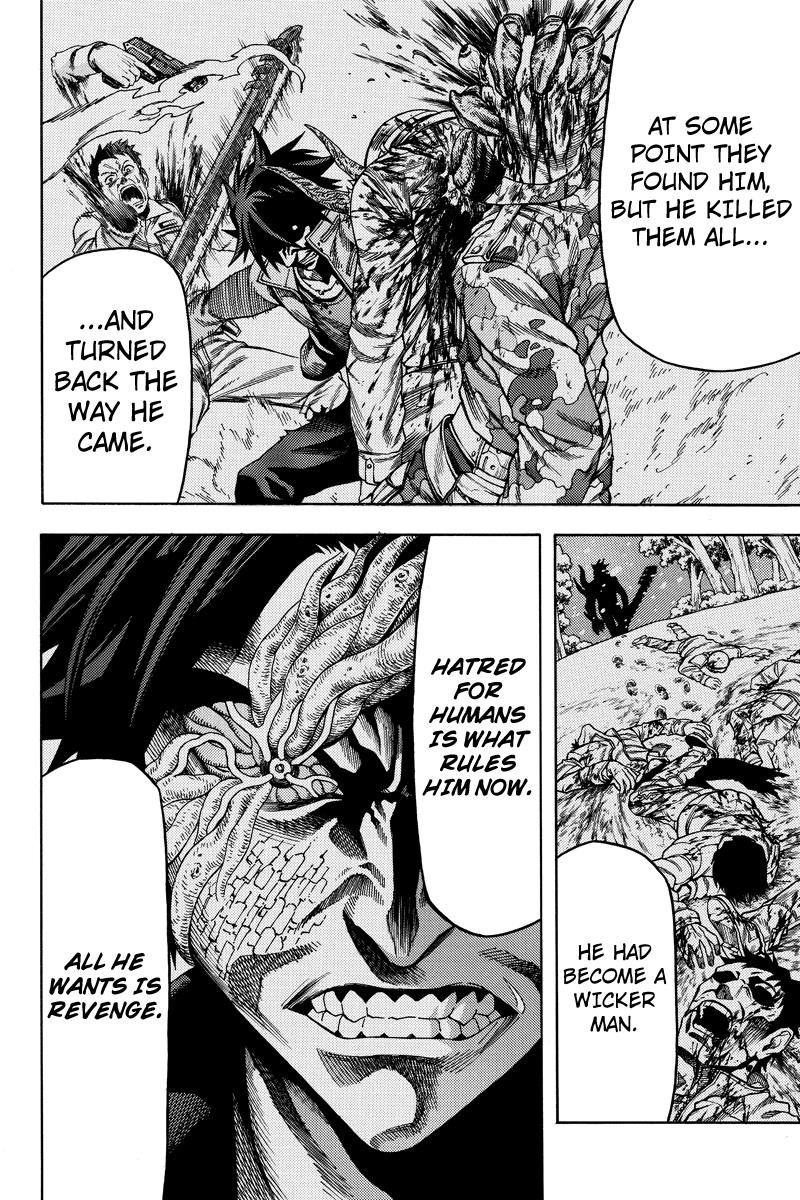 AT SOME
POINT THEY
FOUND HIM,
BUT HE KILLED
THEM ALL...
...AND
TURNED
BACK THE
WAY HE
CAME.
HE HAD
BECOME A
WICKER
MAN.
HATRED
FOR
HUMANS
IS WHAT
RULES
HIM NOW.
ALL HE
WANTS IS
REVENGE.